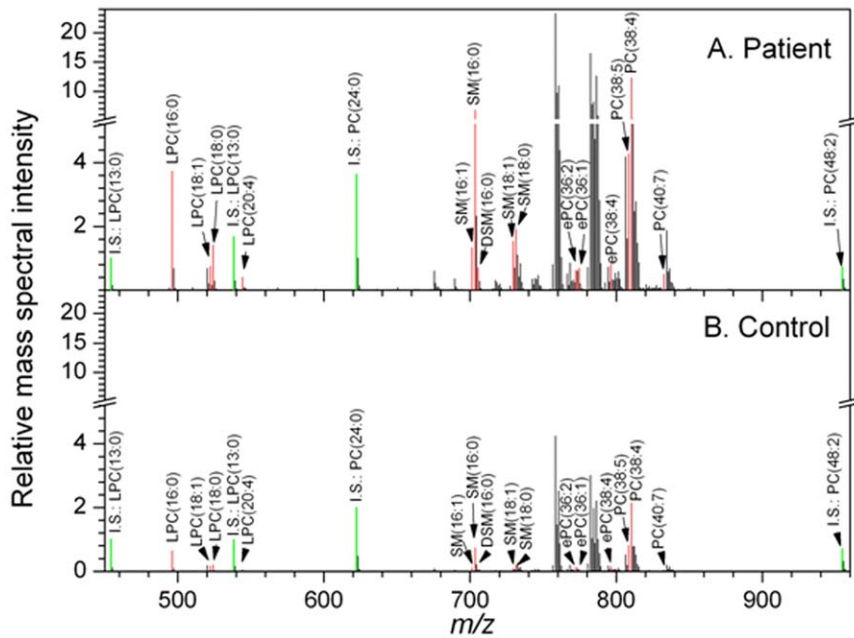 Relative mass spectral intensity
A. Patient
20
15
10
4
2
I.S.: LPC(13:0)
LPC(16:0)
LPC(18:1)
LPC(18:0)
I.S.: LPC(13:0)
LPC(20:4)
I.S.: PC(24:0)
SM(16:1)
SM(16:0)
DSM(16:0)
SM(18:1)
SM(18:0)
ePC(36:2)
ePC(36:1)
ePC(38:4)
PC(38:5)
PC(38:4)
PC(40:7)
I.S.: PC(48:2)
B. Control
20
15
10
4
2
0
I.S.: LPC(13:0)
LPC(16:0)
LPC(18:1)
LPC(18:0)
I.S.: LPC(13:0)
LPC(20:4)
I.S.: PC(24:0)
SM(16:1)
SM(16:0)
DSM(16:0)
SM(18:1)
SM(18:0)
ePC(36:2)
ePC(36:1)
ePC(38:4)
PC(38:5)
PC(38:4)
PC(40:7)
I.S.: PC(48:2)
500 600 700 800 900
m/z